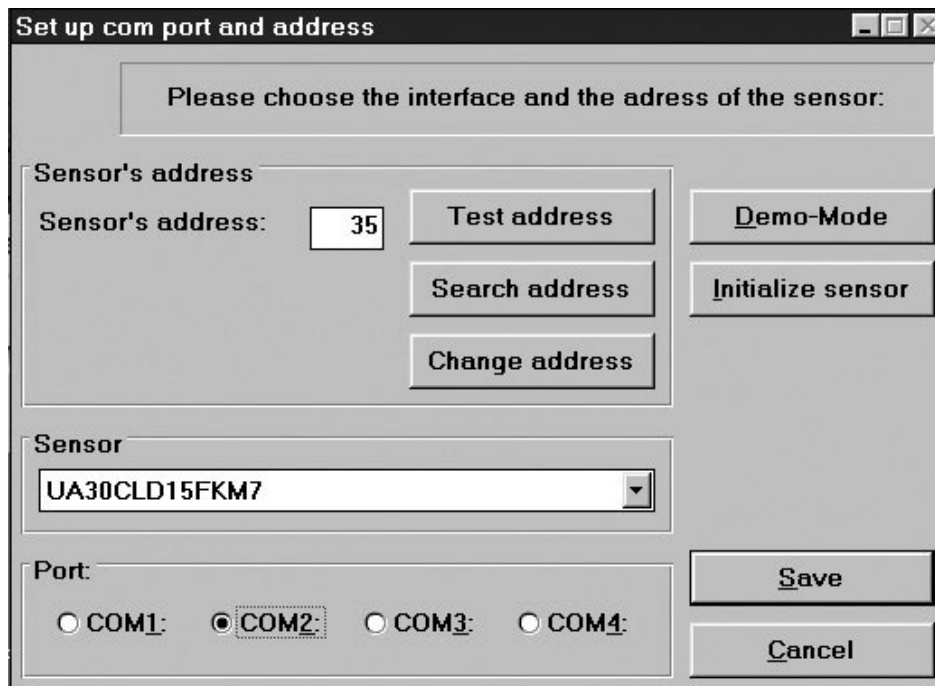 Set up com port and address
Please choose the interface and the adress of the sensor:
Sensor's address
Sensor's address: 35
Test address
Search address
Change address
Demo-Mode
Initialize sensor
Sensor
UA30CLD15FKM7
Port:
COM1: COM2: COM3: COM4:
Save
Cancel